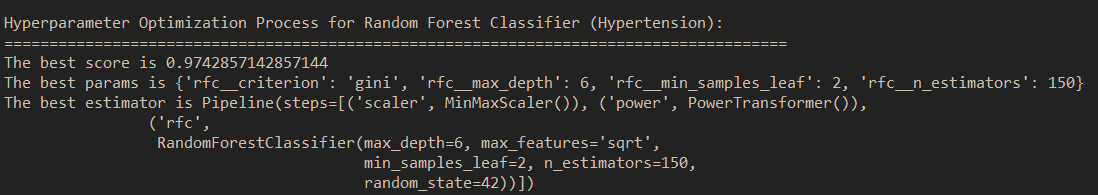 Hyperparameter Optimization Process for Random Forest Classifier (Hypertension):
======================================================================================
The best score is 0.9742857142857144
The best params is {'rfc__criterion': 'gini', 'rfc__max_depth': 6, 'rfc__min_samples_leaf': 2, 'rfc__n_estimators': 150}
The best estimator is Pipeline(steps=[('scaler', MinMaxScaler()), ('power', PowerTransformer()),
('rfc',
RandomForestClassifier(max_depth=6, max_features='sqrt',
min_samples_leaf=2, n_estimators=150,
random_state=42))])